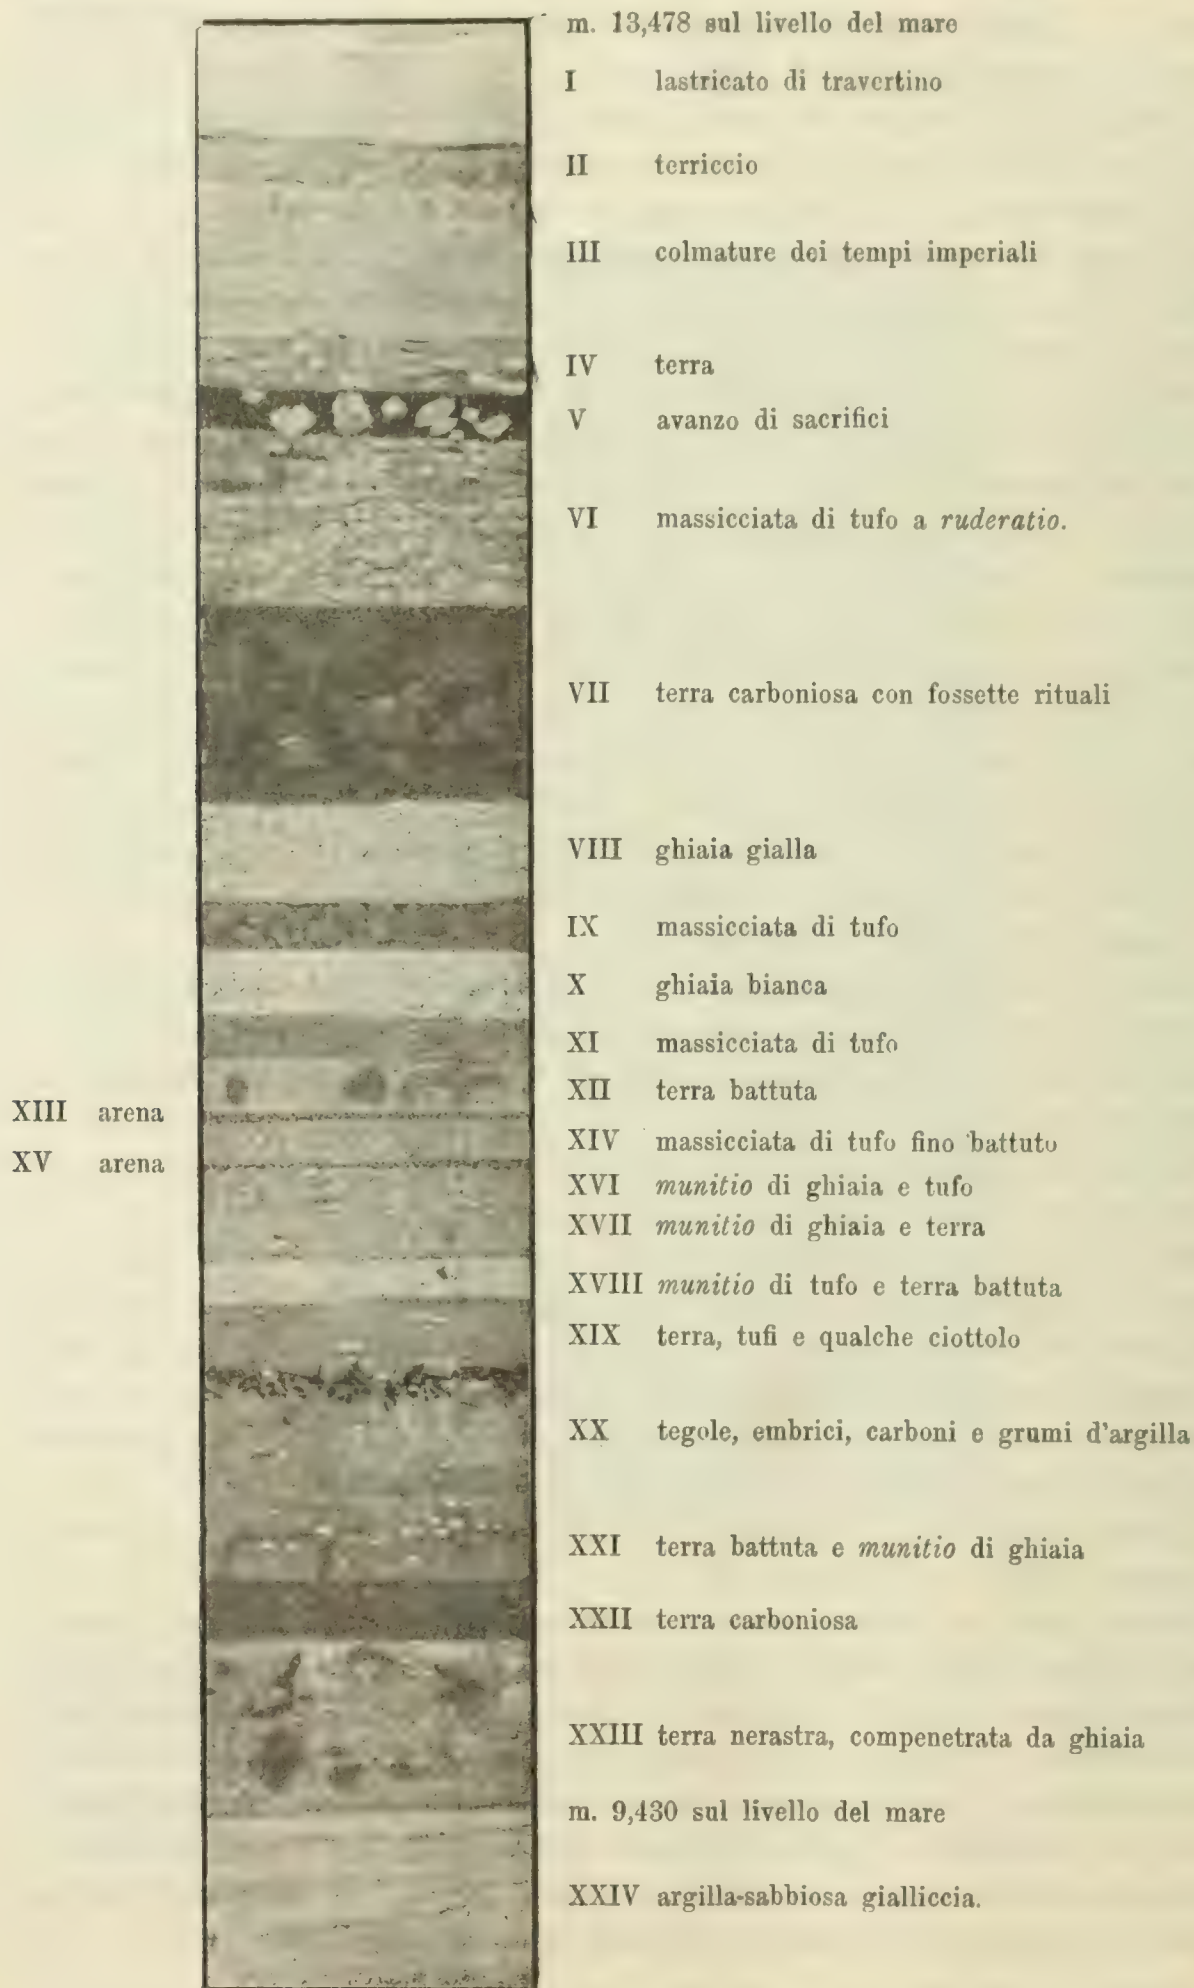 m. 13,478 sul livello del mare
I lastricato di travertino
II terriccio
III colmature dei tempi imperiali
IV terra
V avanzo di sacrifici
VI massicciata di tufo a ruderatio.
VII terra carboniosa con fossette rituali
VIII ghiaia gialla
IX massicciata di tufo
X ghiaia bianca
XI massicciata di tufo
XII terra battuta
XIII arena
XIV massicciata di tufo fino battuto
XV arena
XVI munitio di ghiaia e tufo
XVII munitio di ghiaia e terra
XVIII munitio di tufo e terra battuta
XIX terra, tufi e qualche ciottolo
XX tegole, embrici, carboni e grumi d'argilla
XXI terra battuta e munitio di ghiaia
XXII terra carboniosa
XXIII terra nerastra, compenetrata da ghiaia
m. 9,430 sul livello del mare
XXIV argilla-sabbiosa gialliccia.